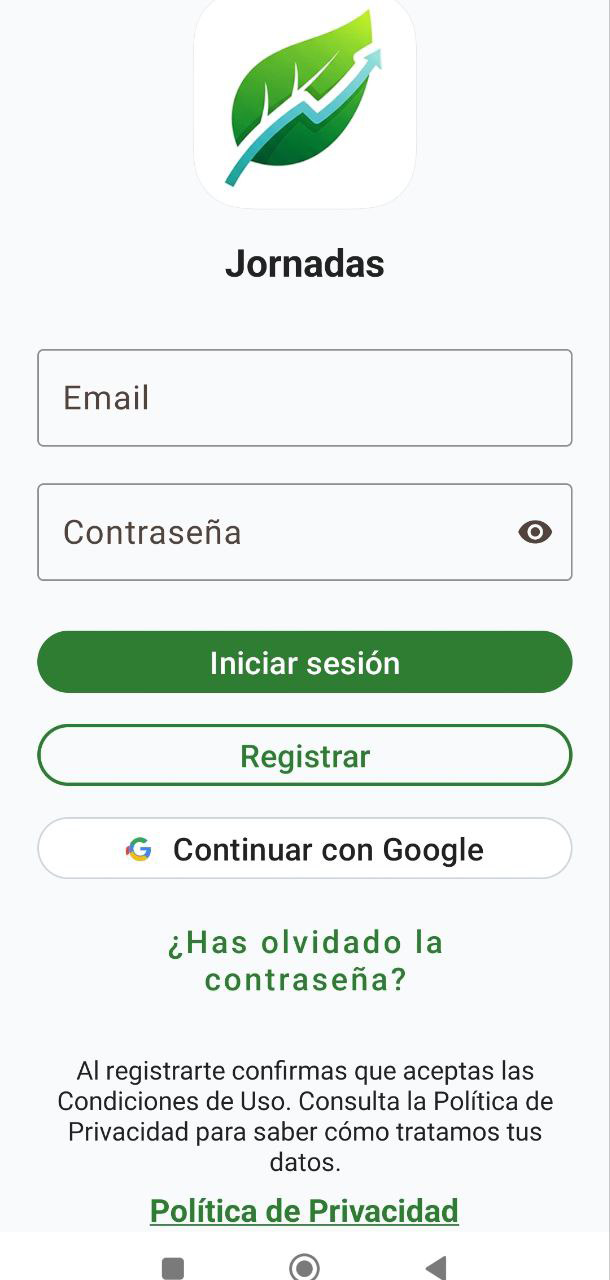 Jornadas
Email
Contraseña
Iniciar sesión
Registrar
Continuar con Google
¿Has olvidado la
contraseña?
Al registrarte confirmas que aceptas las
Condiciones de Uso. Consulta la Política de
Privacidad para saber cómo tratamos tus
datos.
Política de Privacidad